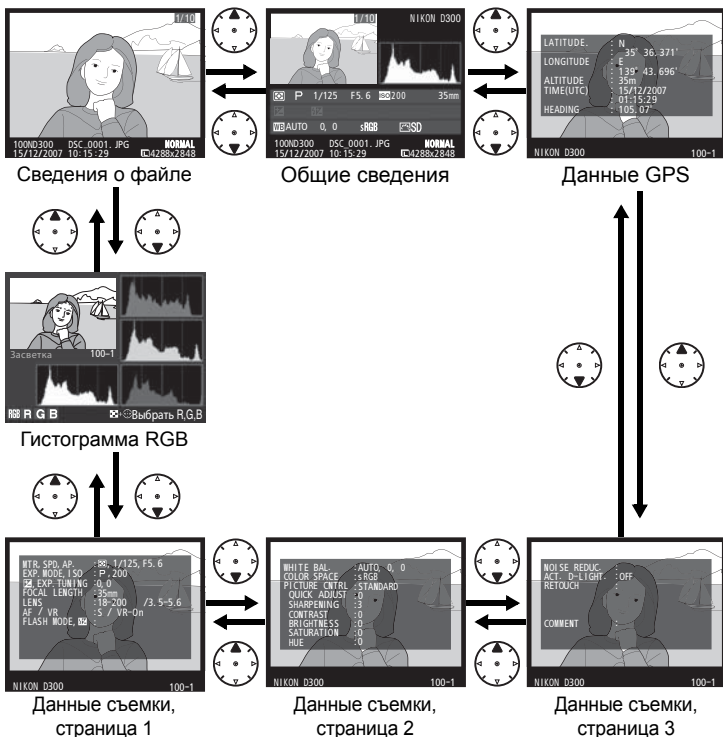 1/10
100ND300 DSC_0001. JPG NORMAL
15/12/2007 10:15:29 4288x2848
Сведения о файле
1/10 NIKON D300
P 1/125 F5.6 ISO200 35mm
WB AUTO 0, 0 sRGB SD
100ND300 DSC_0001. JPG NORMAL
15/12/2007 10:15:29 4288x2848
Общие сведения
LATITUDE. : N
: 35° 36.371'
LONGITUDE : E
: 139° 43.696'
ALTITUDE : 35m
TIME(UTC) : 15/12/2007
: 01:15:29
HEADING : 105.07°
NIKON D300 100-1
Данные GPS
Засветка 100-1
RGB R G B Выбрать R,G,B
Гистограмма RGB
MTR, SPD, AP. : , 1/125, F5.6
EXP. MODE, ISO : P, 200
, EXP. TUNING : 0, 0
FOCAL LENGTH : 35mm
LENS : 18-200 /3.5-5.6
AF / VR : S / VR-On
FLASH MODE, :
NIKON D300 100-1
Данные съемки,
страница 1
WHITE BAL. : AUTO, 0, 0
COLOR SPACE : sRGB
PICTURE CNTRL : STANDARD
QUICK ADJUST : 0
SHARPENING : 3
CONTRAST : 0
BRIGHTNESS : 0
SATURATION : 0
HUE : 0
NIKON D300 100-1
Данные съемки,
страница 2
NOISE REDUC. :
ACT. D-LIGHT. : OFF
RETOUCH :
COMMENT :
NIKON D300 100-1
Данные съемки,
страница 3